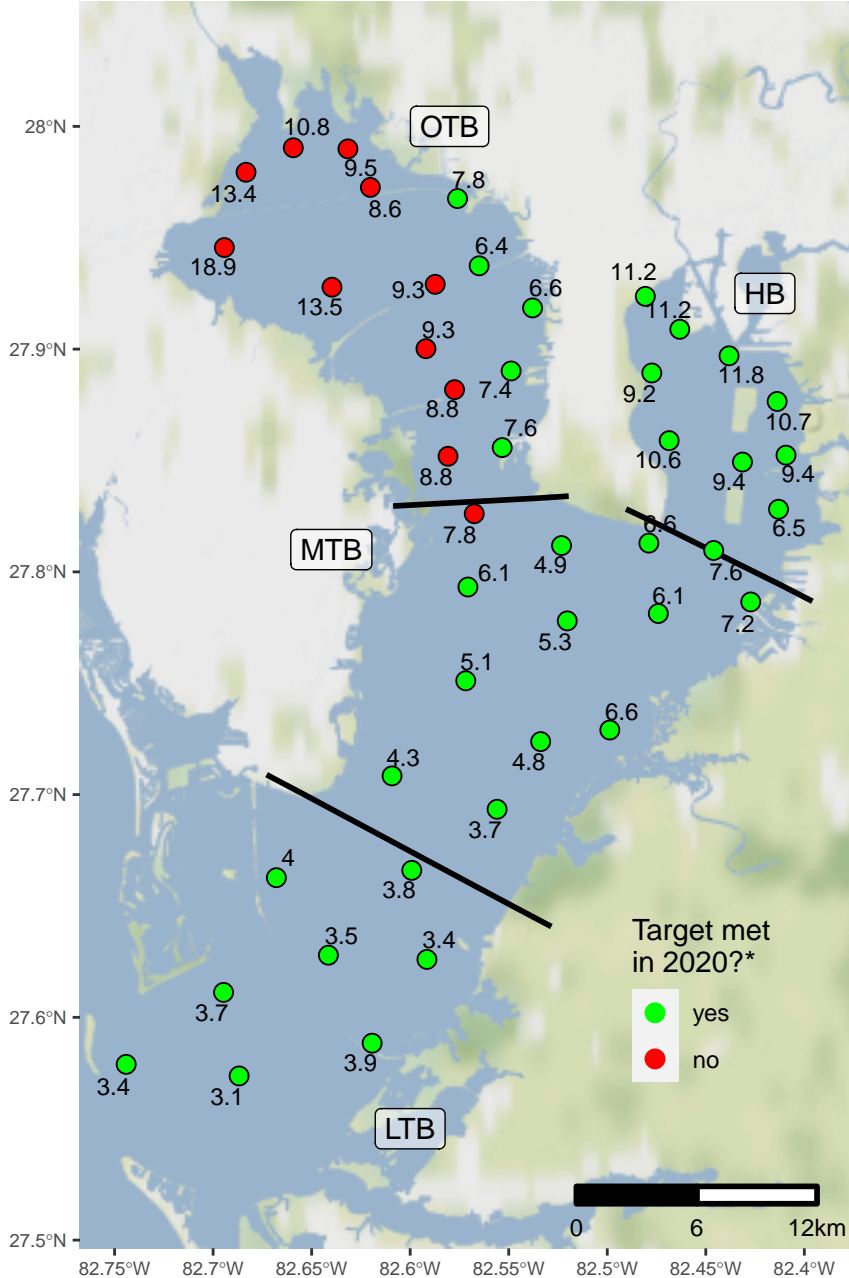 28°N
27.9°N
27.8°N
27.7°N
27.6°N
27.5°N
10.8
OTB
9.5
13.4
8.6
7.8
18.9
6.4
13.5
9.3
6.6
11.2
HB
11.2
9.3
7.4
11.8
9.2
8.8
10.7
7.6
10.6
9.4
9.4
8.8
6.5
7.8
6.6
MTB
4.9
7.6
6.1
6.1
7.2
5.3
5.1
6.6
4.8
4.3
3.7
4
3.8
3.5
3.4
3.7
3.9
3.4
3.1
LTB
Target met
in 2020?*
yes
no
0 6 12km
82.75°W 82.7°W 82.65°W 82.6°W 82.55°W 82.5°W 82.45°W 82.4°W